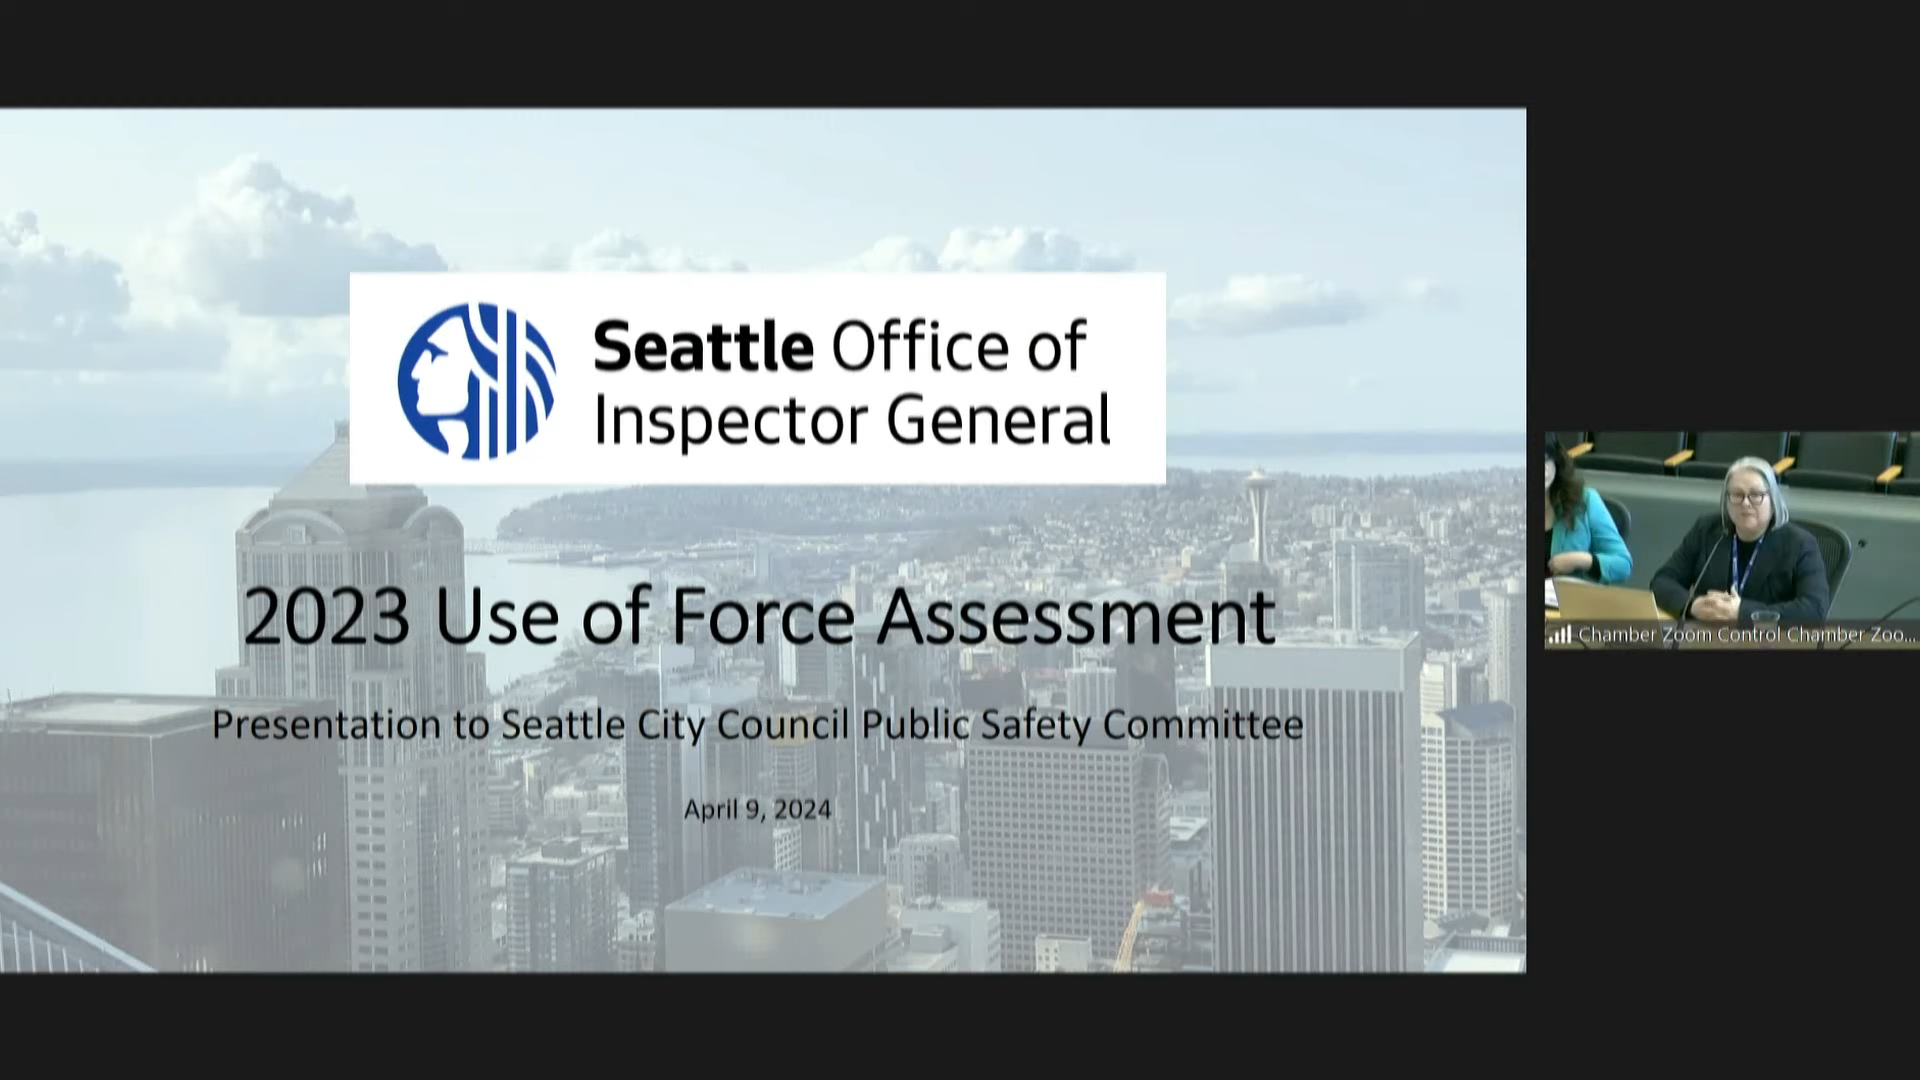 Seattle Office of
Inspector General
2023 Use of Force Assessment
Presentation to Seattle City Council Public Safety Committee
April 9, 2024
Chamber Zoom Control Chamber Zoo...